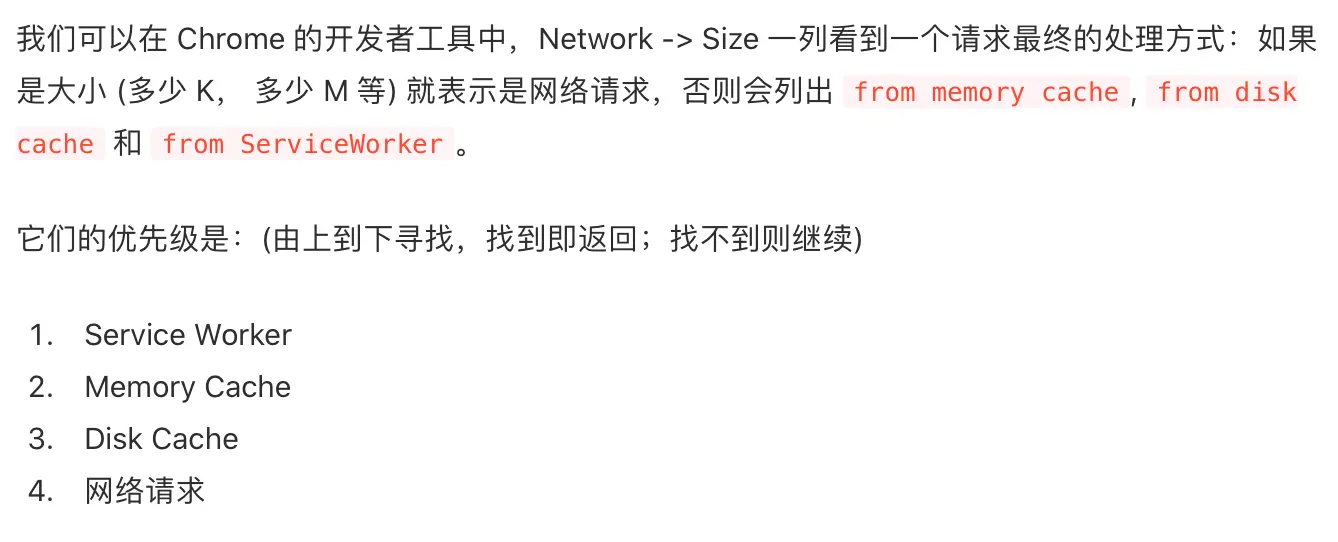 我们可以在 Chrome 的开发者工具中，Network -> Size 一列看到一个请求最终的处理方式：如果
是大小 (多少 K， 多少 M 等) 就表示是网络请求，否则会列出 from memory cache, from disk
cache 和 from ServiceWorker。
它们的优先级是：(由上到下寻找，找到即返回；找不到则继续)
1. Service Worker
2. Memory Cache
3. Disk Cache
4. 网络请求